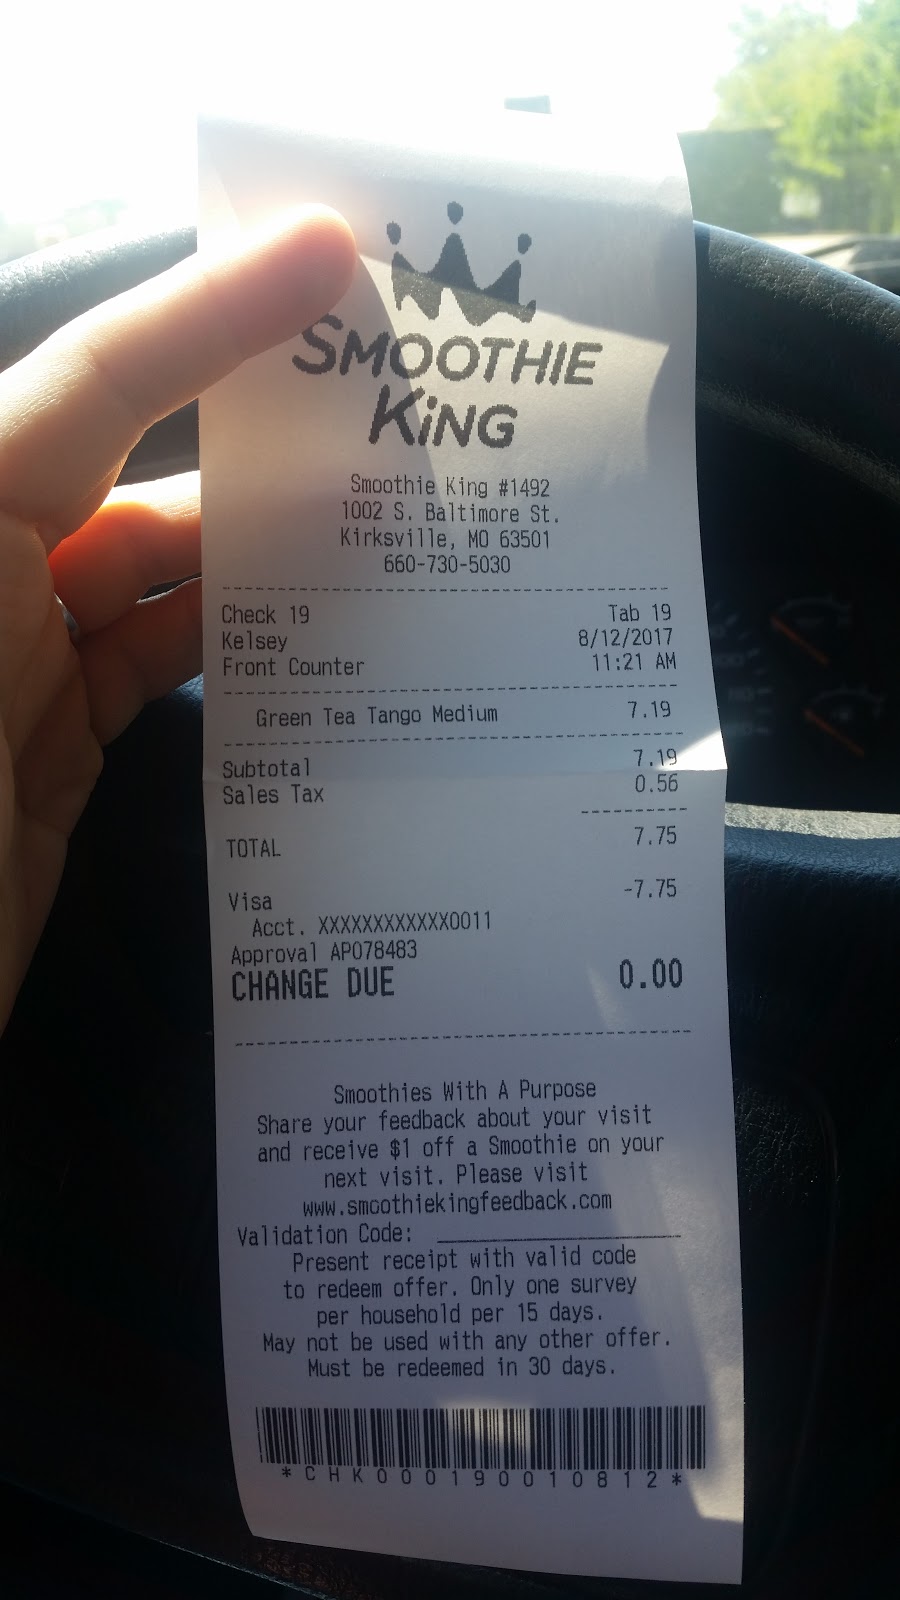 SMOOTHIE
KiNG
Smoothie King #1492
1002 S. Baltimore St.
Kirksville, MO 63501
660-730-5030
Check 19 Tab 19
Kelsey 8/12/2017
Front Counter 11:21 AM
Green Tea Tango Medium 7.19
Subtotal 7.19
Sales Tax 0.56
TOTAL 7.75
Visa -7.75
Acct. XXXXXXXXXXXX0011
Approval AP078483
CHANGE DUE 0.00
Smoothies With A Purpose
Share your feedback about your visit
and receive $1 off a Smoothie on your
next visit. Please visit
www.smoothiekingfeedback.com
Validation Code: ____________________
Present receipt with valid code
to redeem offer. Only one survey
per household per 15 days.
May not be used with any other offer.
Must be redeemed in 30 days.
*CHK000190010812*